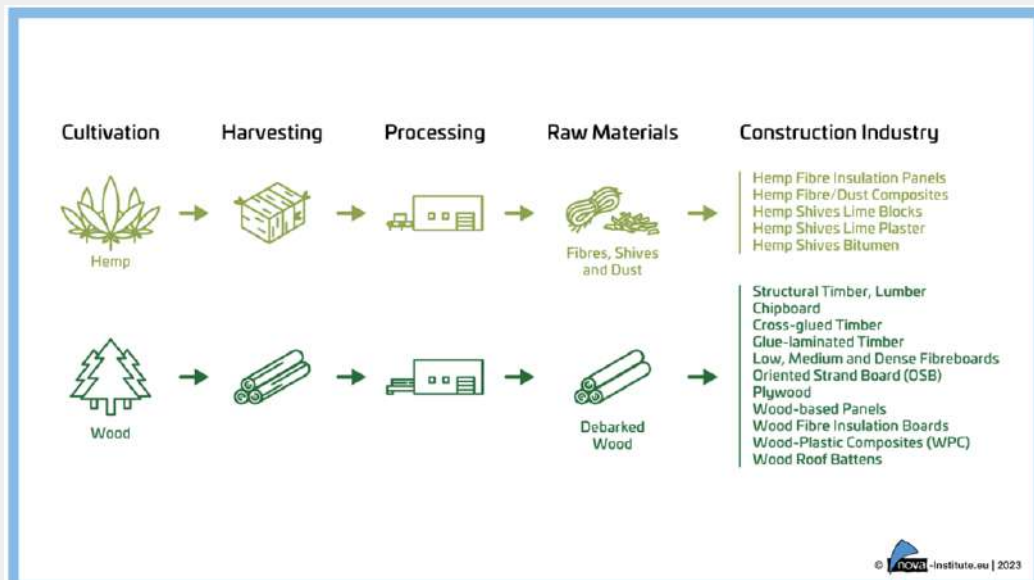 Cultivation
Harvesting
Processing
Raw Materials
Construction Industry
Hemp
Fibres, Shives
and Dust
Hemp Fibre Insulation Panels
Hemp Fibre/Dust Composites
Hemp Shives Lime Blocks
Hemp Shives Lime Plaster
Hemp Shives Bitumen
Wood
Debarked
Wood
Structural Timber, Lumber
Chipboard
Cross-glued Timber
Glue-laminated Timber
Low, Medium and Dense Fibreboards
Oriented Strand Board (OSB)
Plywood
Wood-based Panels
Wood Fibre Insulation Boards
Wood-Plastic Composites (WPC)
Wood Roof Battens
© nova-Institute.eu | 2023